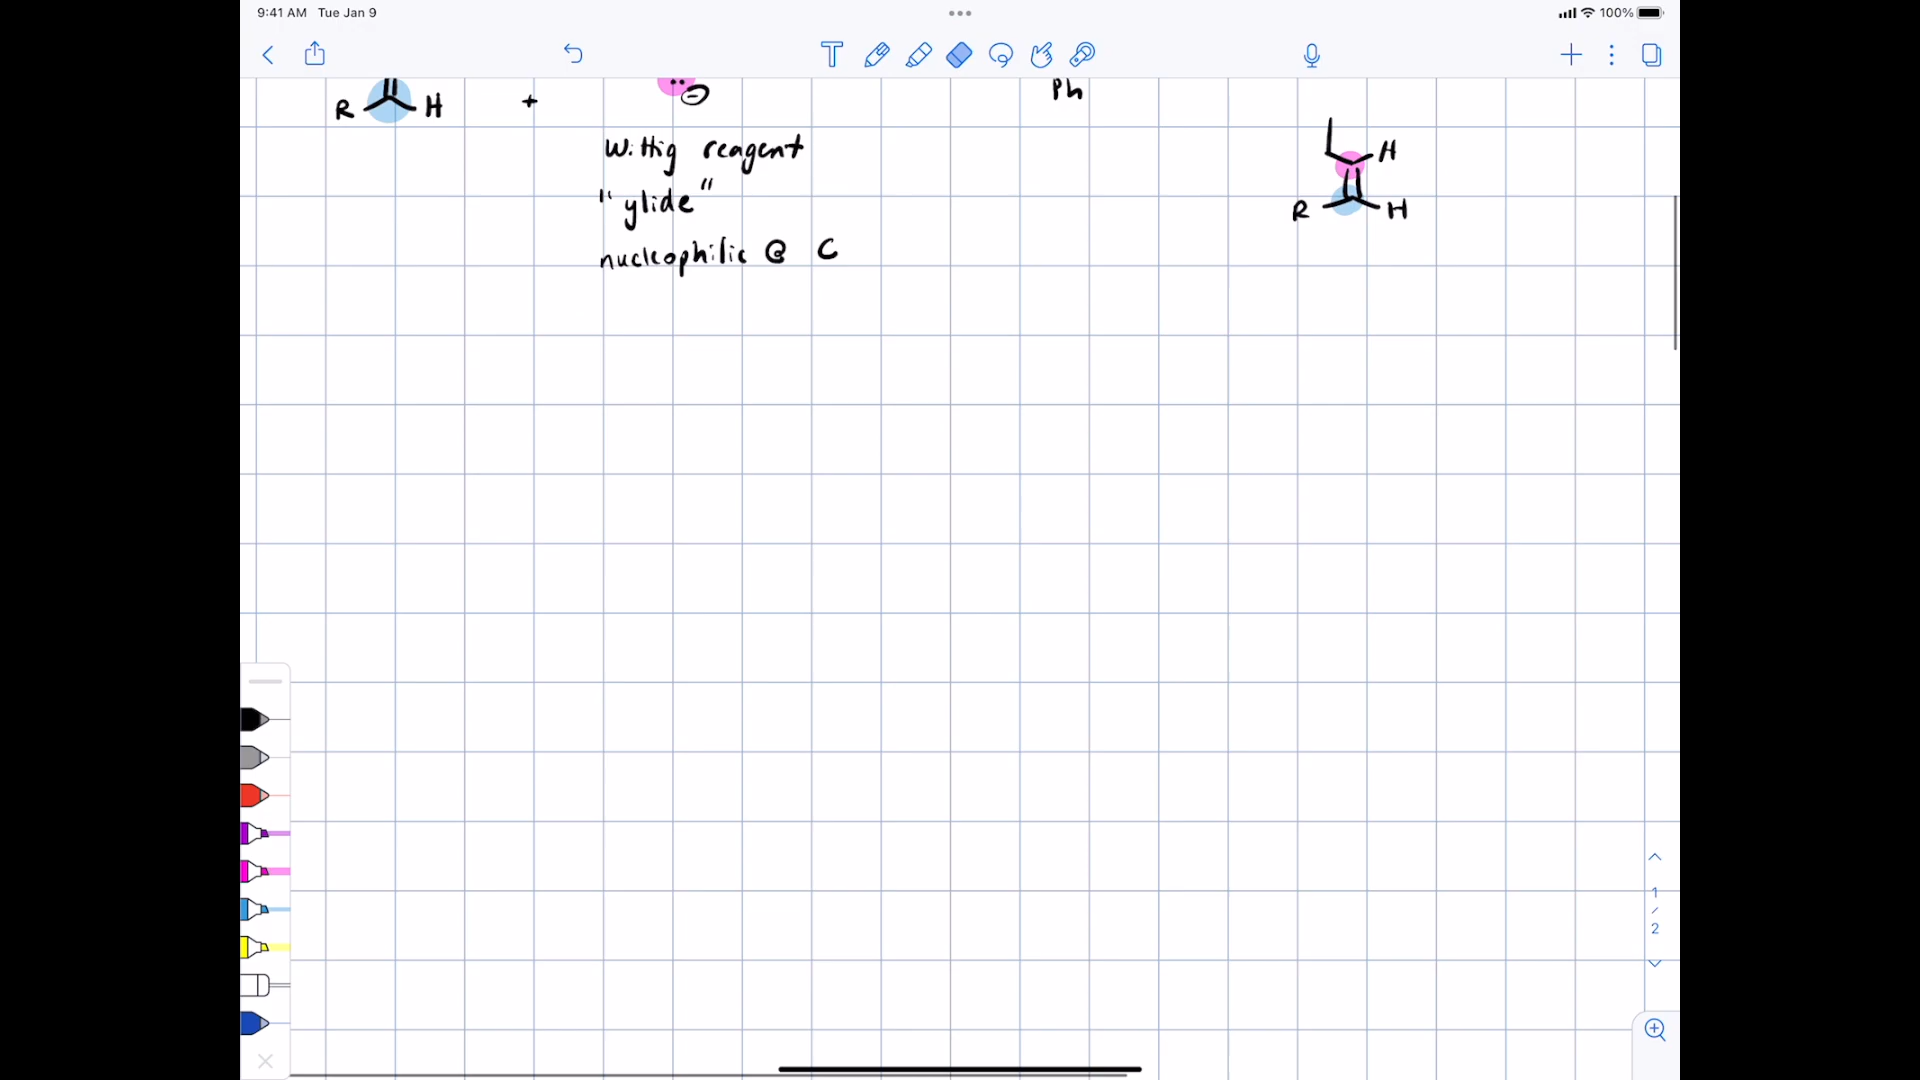 9:41 AM Tue Jan 9
100%
T
R H + ⊖
Ph
Wittig reagent
"ylide"
nucleophilic @ C
H
R H
1
/
2